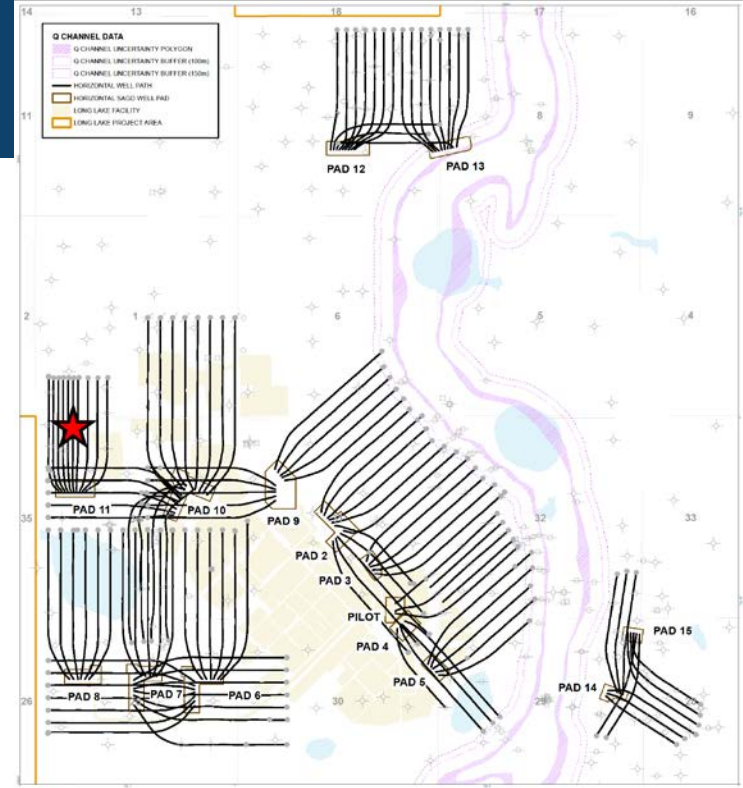 14
13
18
17
16
Q CHANNEL DATA
Q CHANNEL UNCERTAINTY POLYGON
Q CHANNEL UNCERTAINTY BUFFER (100m)
Q CHANNEL UNCERTAINTY BUFFER (150m)
HORIZONTAL WELL PATH
HORIZONTAL SAGD WELL PAD
LONG LAKE FACILITY
LONG LAKE PROJECT AREA
11
8
9
PAD 12
PAD 13
2
1
6
5
4
PAD 11
PAD 10
PAD 9
35
32
33
PAD 2
PAD 3
PILOT
PAD 4
PAD 5
PAD 15
PAD 14
PAD 8
PAD 7
PAD 6
26
30
29